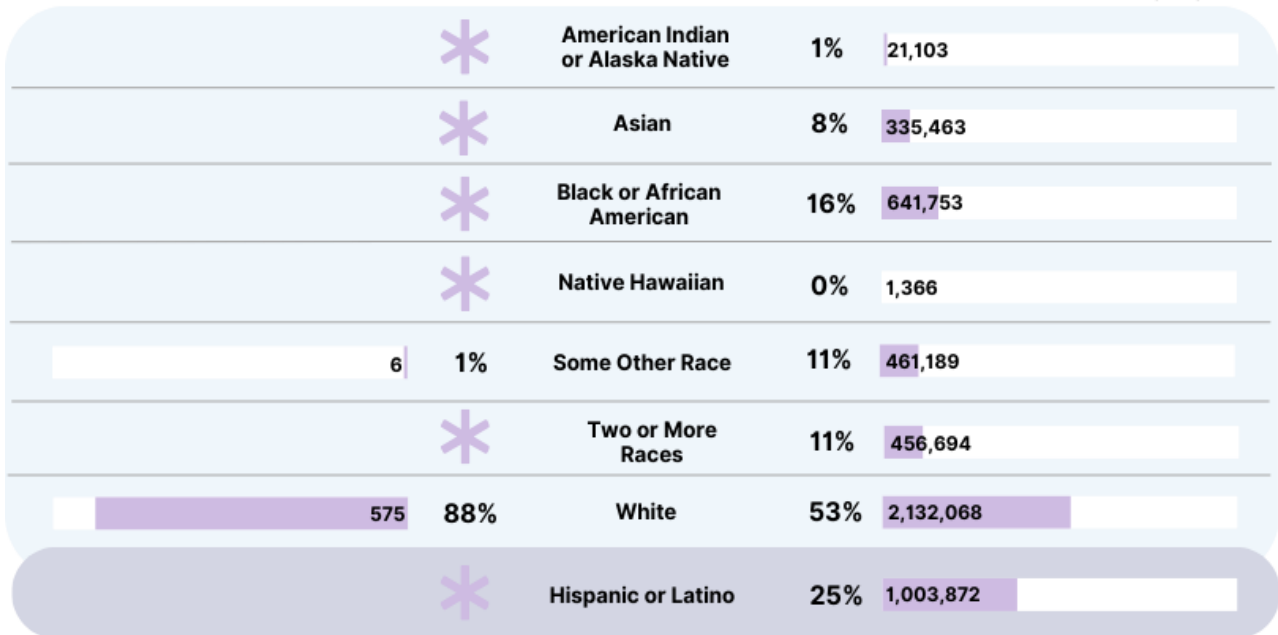 American Indian
or Alaska Native
1%
21,103
Asian
8%
335,463
Black or African
American
16%
641,753
Native Hawaiian
0%
1,366
6
1%
Some Other Race
11%
461,189
Two or More
Races
11%
456,694
575
88%
White
53%
2,132,068
Hispanic or Latino
25%
1,003,872